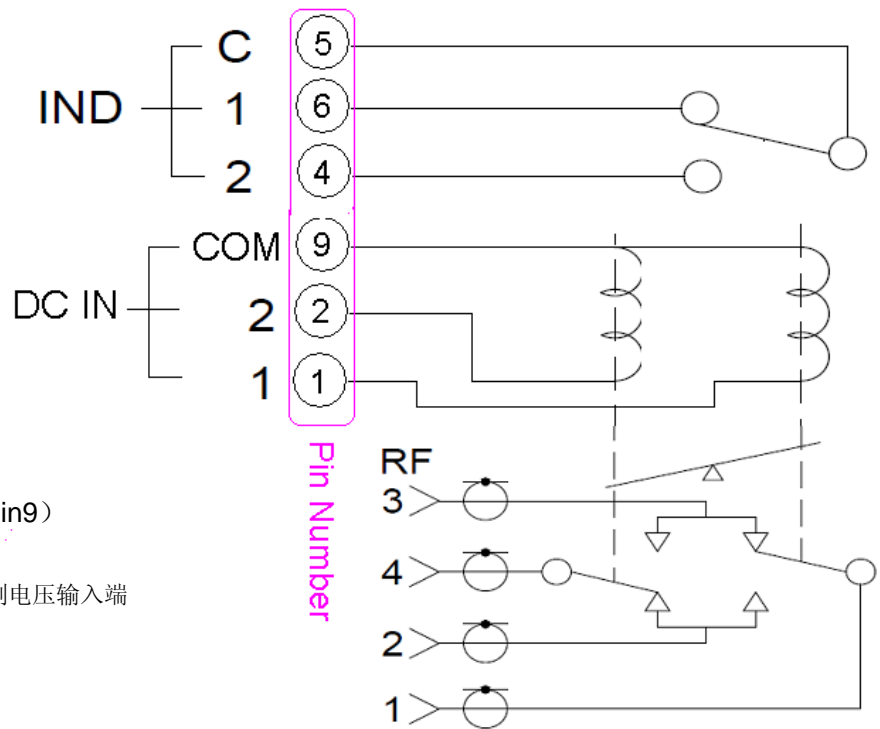 C 5
IND 1 6
2 4
COM 9
DC IN 2 2
1 1
Pin Number
RF
3
in9）
4
电压输入端
2
1